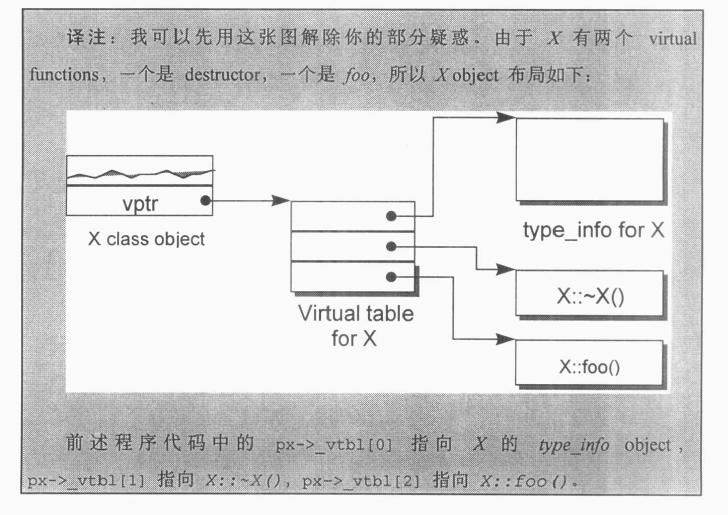 译注：我可以先用这张图解除你的部分疑惑．由于 X 有两个 virtual
functions，一个是 destructor，一个是 foo，所以 X object 布局如下：
vptr
X class object
Virtual table
for X
type_info for X
X::~X()
X::foo()
前述程序代码中的 px->_vtbl[0] 指向 X 的 type_info object，
px->_vtbl[1] 指向 X::~X()，px->_vtbl[2] 指向 X::foo()．